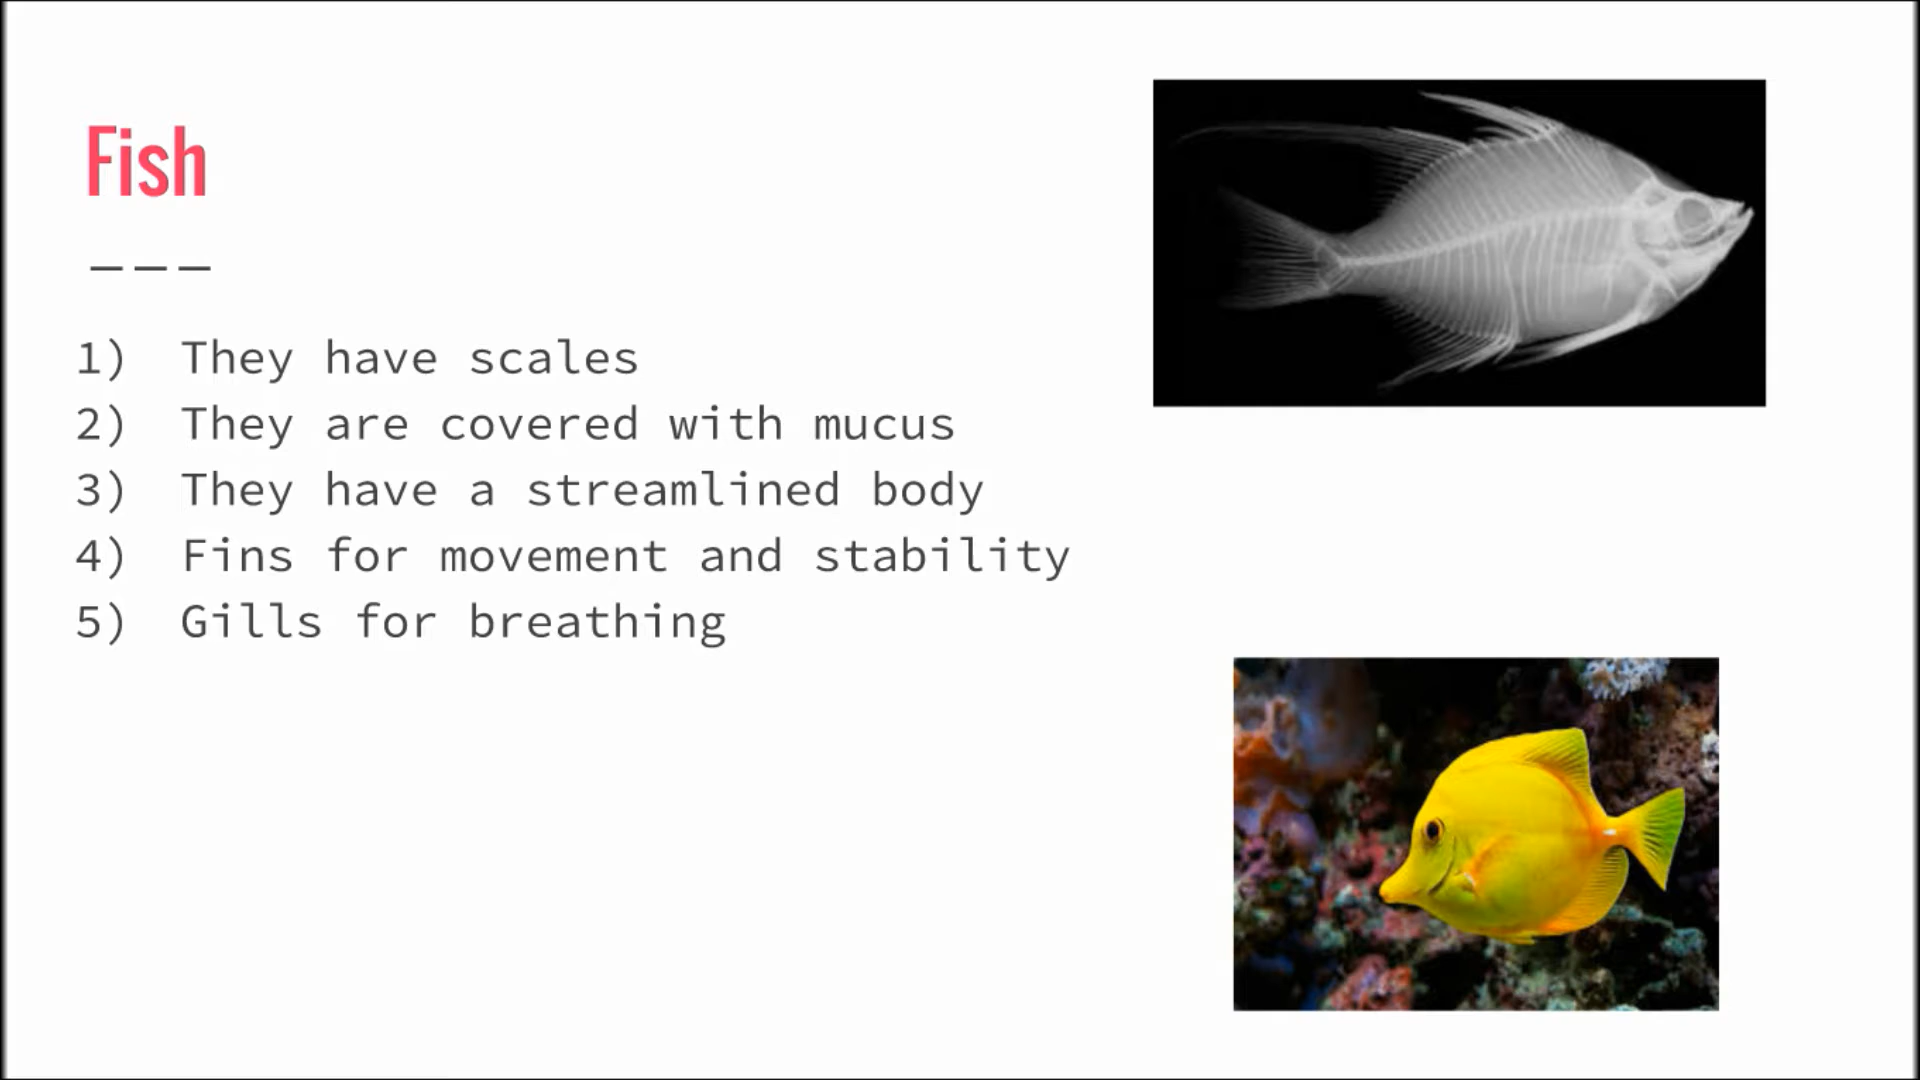 Fish
1) They have scales
2) They are covered with mucus
3) They have a streamlined body
4) Fins for movement and stability
5) Gills for breathing